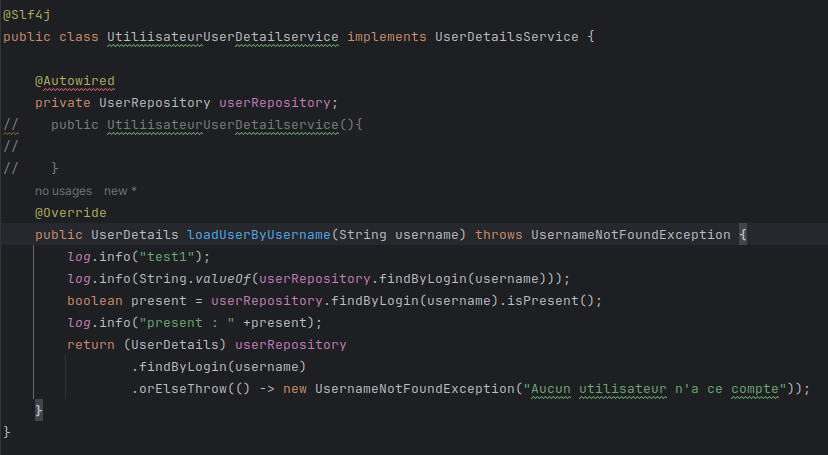 @Slf4j
public class UtiliisateurUserDetailservice implements UserDetailsService {
@Autowired
private UserRepository userRepository;
//    public UtiliisateurUserDetailservice(){
//
//    }
no usages   new *
@Override
public UserDetails loadUserByUsername(String username) throws UsernameNotFoundException {
log.info("test1");
log.info(String.valueOf(userRepository.findByLogin(username)));
boolean present = userRepository.findByLogin(username).isPresent();
log.info("present : " +present);
return (UserDetails) userRepository
.findByLogin(username)
.orElseThrow(() -> new UsernameNotFoundException("Aucun utilisateur n'a ce compte"));
}
}